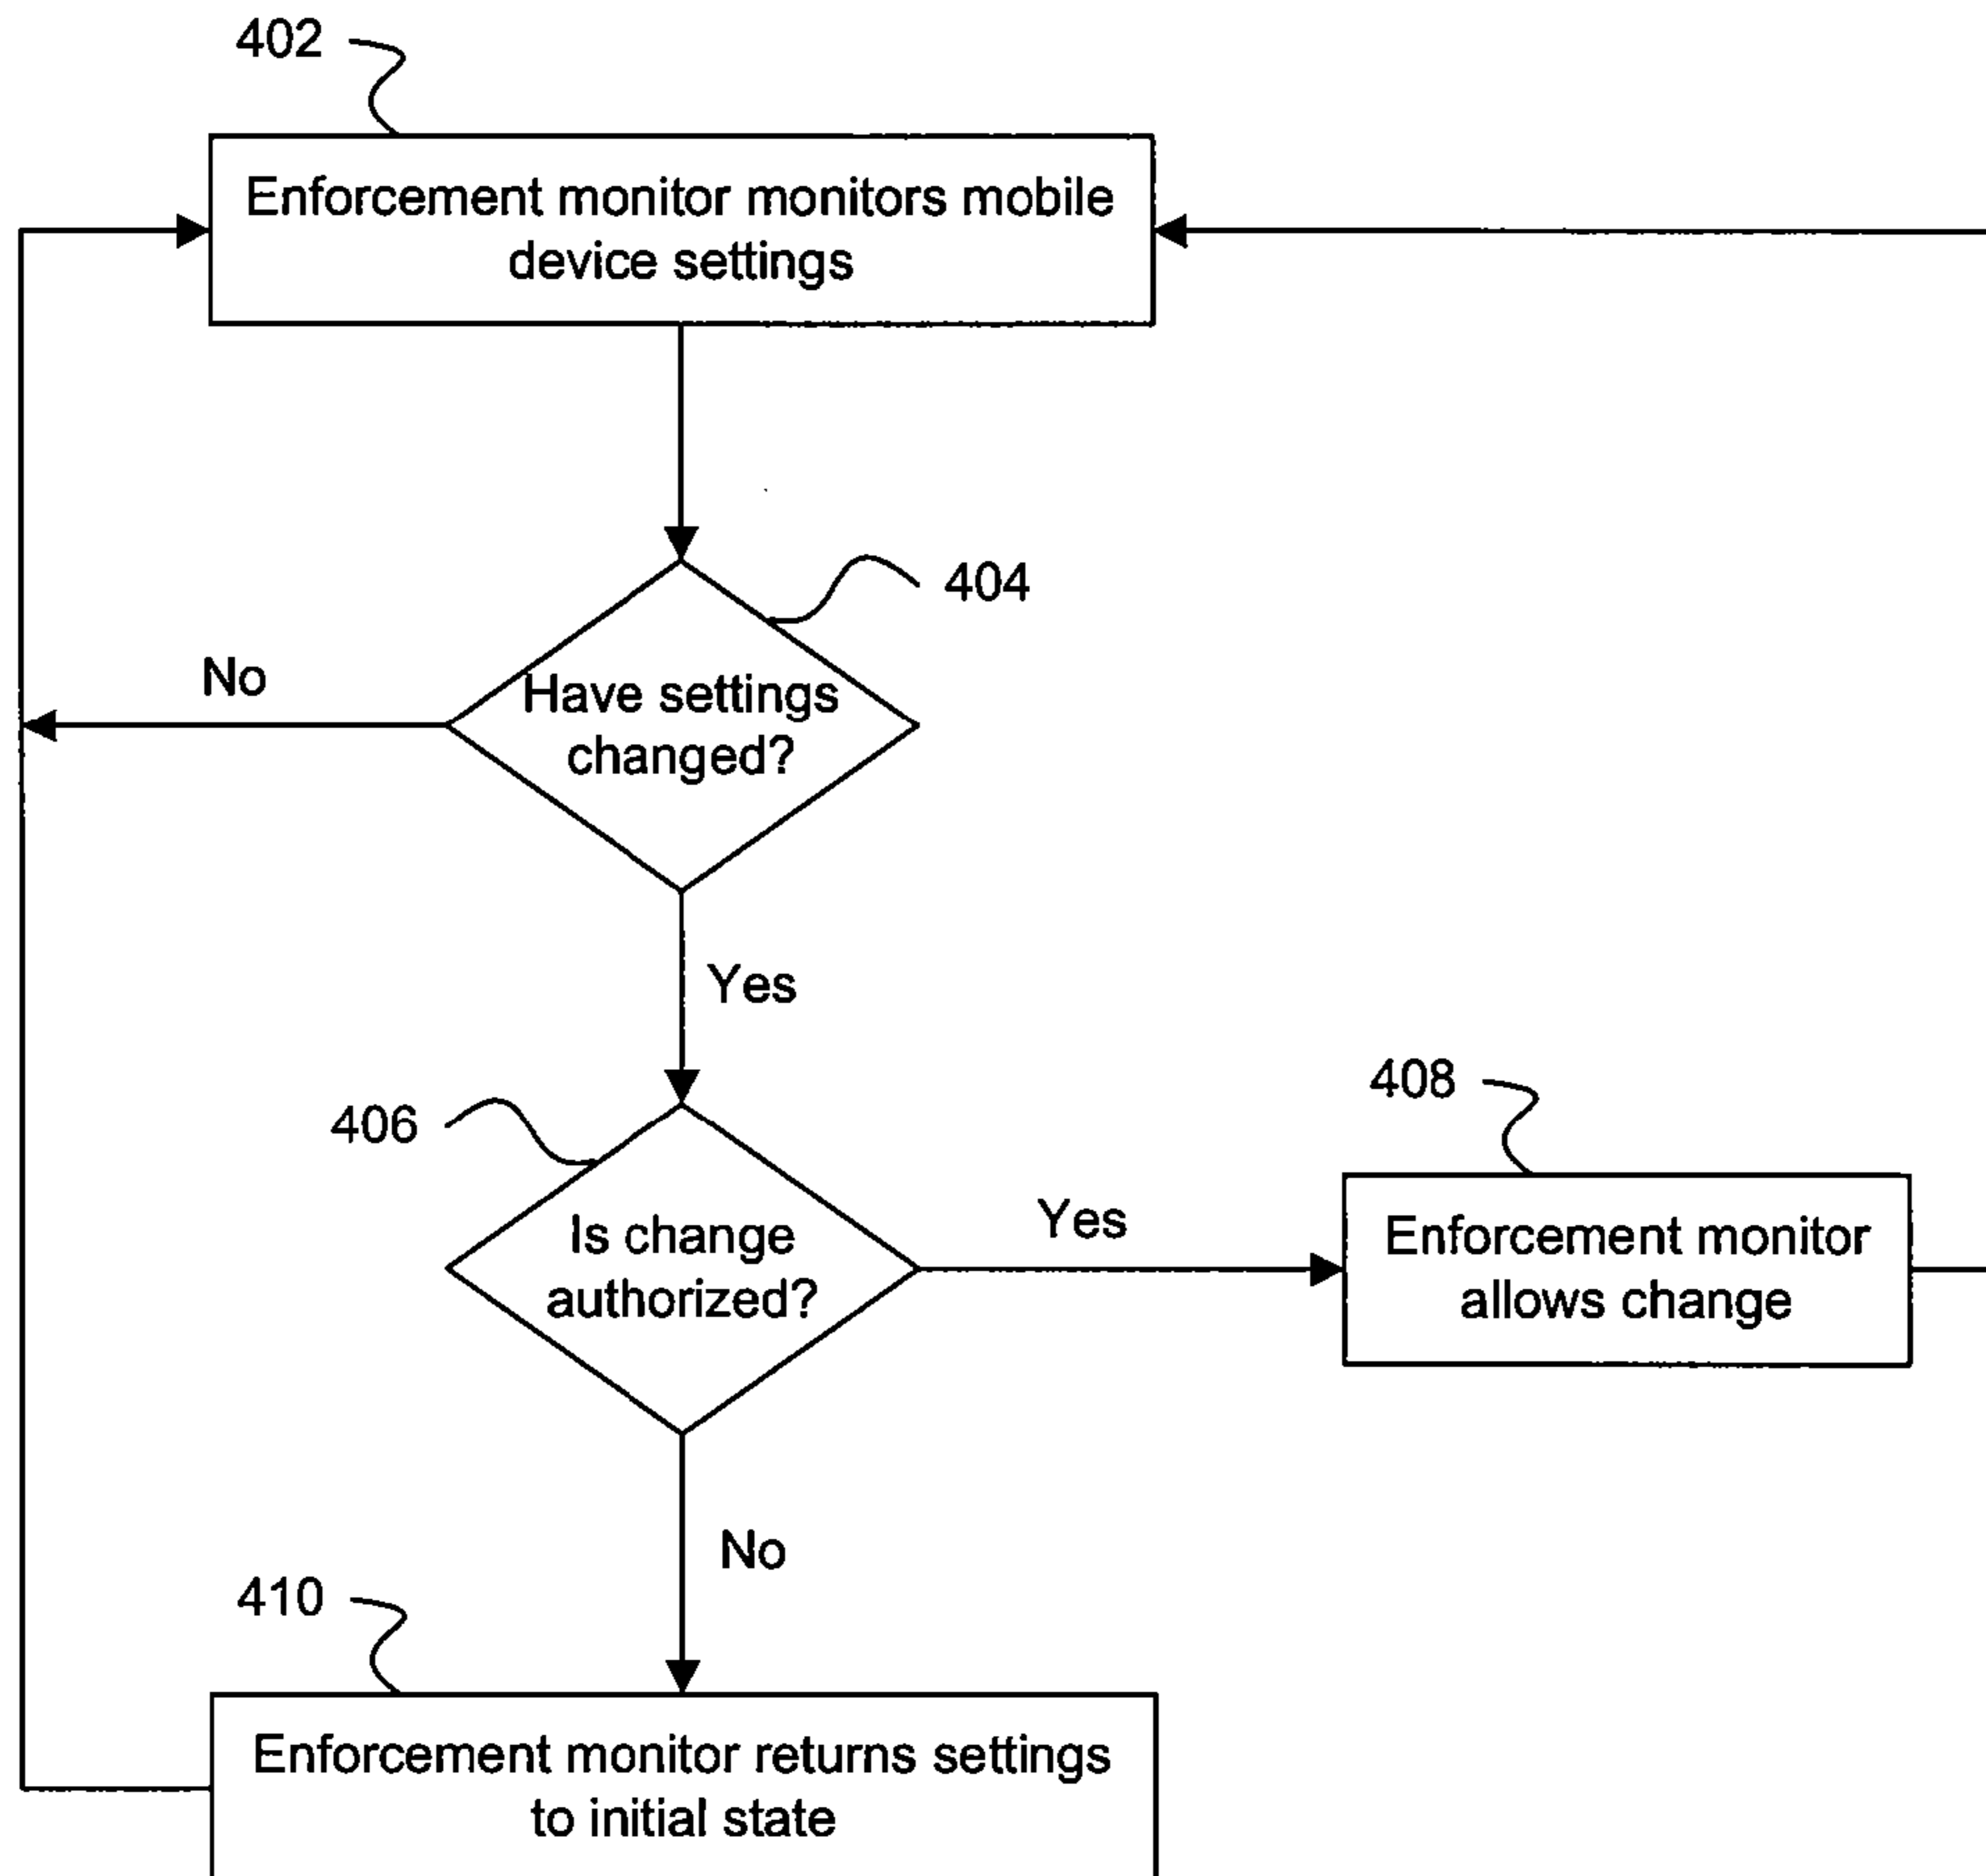 402
Enforcement monitor monitors mobile
device settings
404
No
Have settings
changed?
Yes
406
408
Is change
authorized?
Yes
Enforcement monitor
allows change
No
410
Enforcement monitor returns settings
to initial state